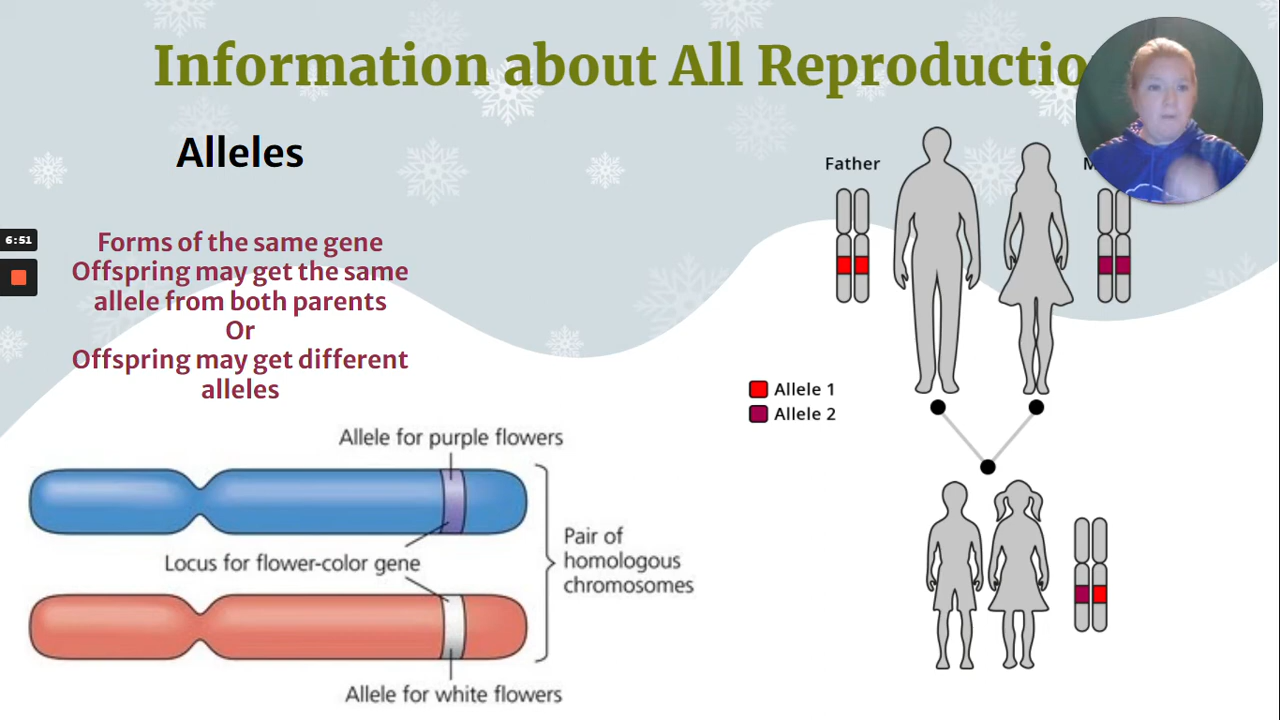 Information about All Reproductio
Alleles
Father
6:51
Forms of the same gene
Offspring may get the same
allele from both parents
Or
Offspring may get different
alleles
Allele 1
Allele 2
Allele for purple flowers
Locus for flower-color gene
Pair of
homologous
chromosomes
Allele for white flowers